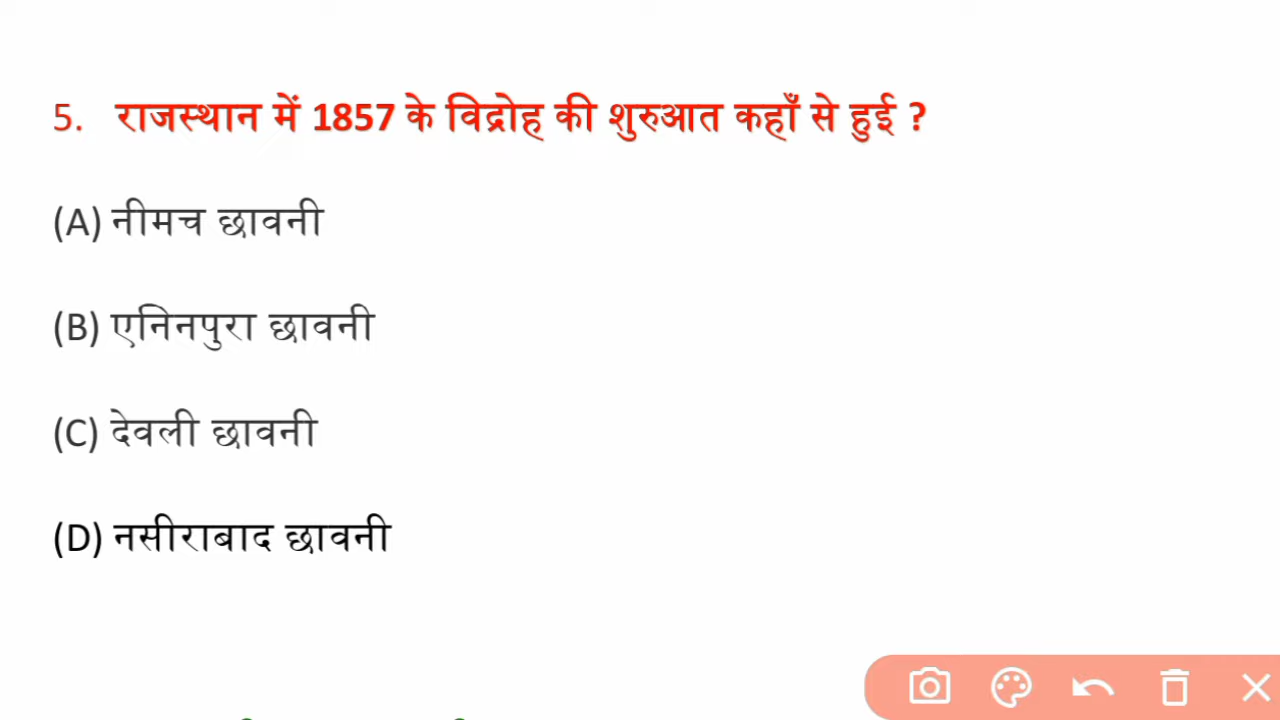 5. राजस्थान में 1857 के विद्रोह की शुरुआत कहाँ से हुई ?
(A) नीमच छावनी
(B) एनिनपुरा छावनी
(C) देवली छावनी
(D) नसीराबाद छावनी